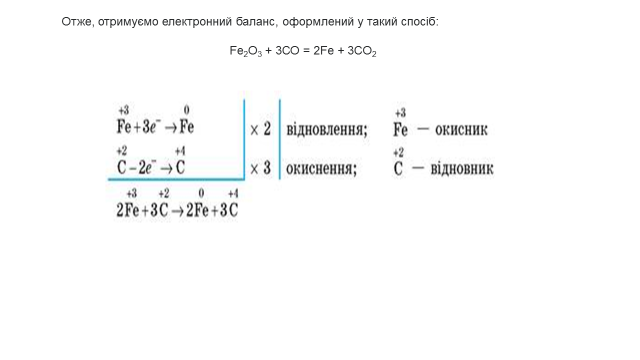 Отже, отримуємо електронний баланс, оформлений у такий спосіб:
Fe₂O₃ + 3CO = 2Fe + 3CO₂
+3 0 +3
Fe+3e⁻→Fe x 2 відновлення; Fe — окисник
+2 +4 +2
C−2e⁻→C x 3 окиснення; C — відновник
+3 +2 0 +4
2Fe+3C→2Fe+3C